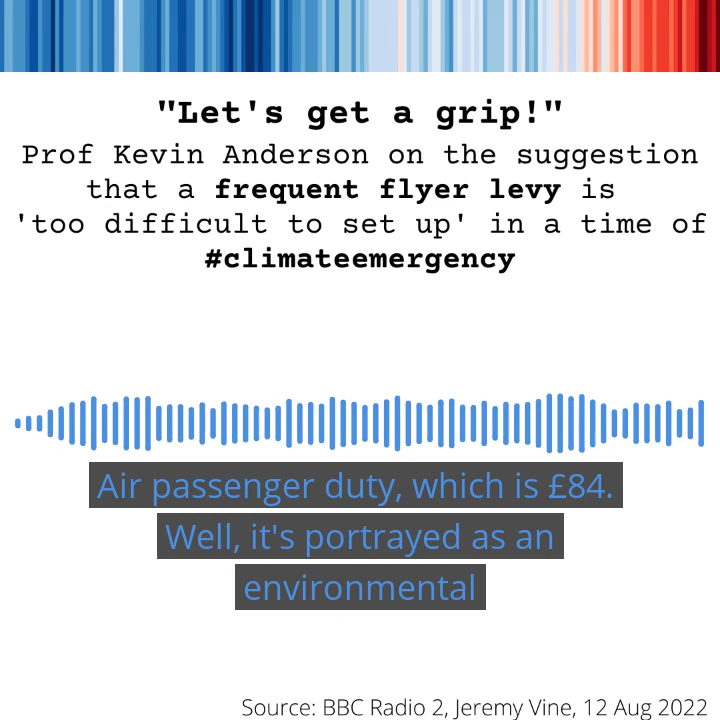 "Let's get a grip!"
Prof Kevin Anderson on the suggestion
that a frequent flyer levy is
'too difficult to set up' in a time of
#climateemergency
Air passenger duty, which is £84.
Well, it's portrayed as an
environmental
Source: BBC Radio 2, Jeremy Vine, 12 Aug 2022